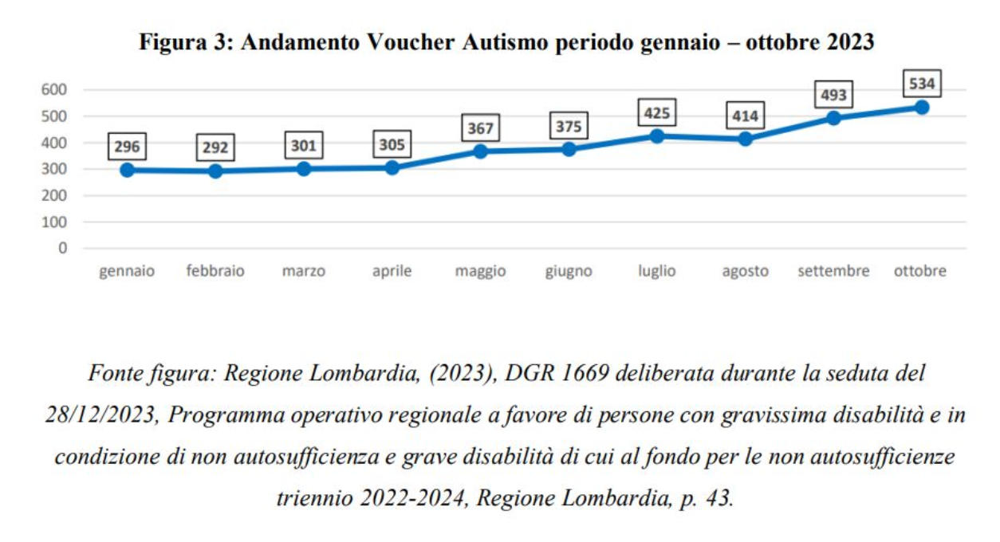 Figura 3: Andamento Voucher Autismo periodo gennaio – ottobre 2023
600
500
400
300
200
100
0
296
292
301
305
367
375
425
414
493
534
gennaio febbraio marzo aprile maggio giugno luglio agosto settembre ottobre
Fonte figura: Regione Lombardia, (2023), DGR 1669 deliberata durante la seduta del
28/12/2023, Programma operativo regionale a favore di persone con gravissima disabilità e in
condizione di non autosufficienza e grave disabilità di cui al fondo per le non autosufficienze
triennio 2022-2024, Regione Lombardia, p. 43.